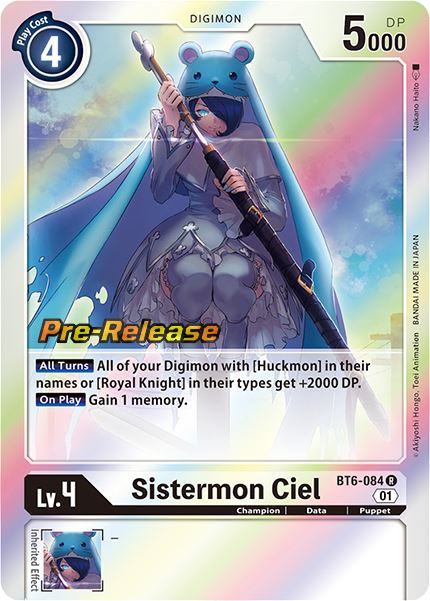 Play Cost
4
DIGIMON
DP
5000
Nakano Haito
Pre-Release
All Turns All of your Digimon with [Huckmon] in their
names or [Royal Knight] in their types get +2000 DP.
On Play Gain 1 memory.
© Akiyoshi Hongo, Toei Animation BANDAI MADE IN JAPAN
Lv.4
Sistermon Ciel
BT6-084 R
01
Champion | Data | Puppet
Inherited Effect
–